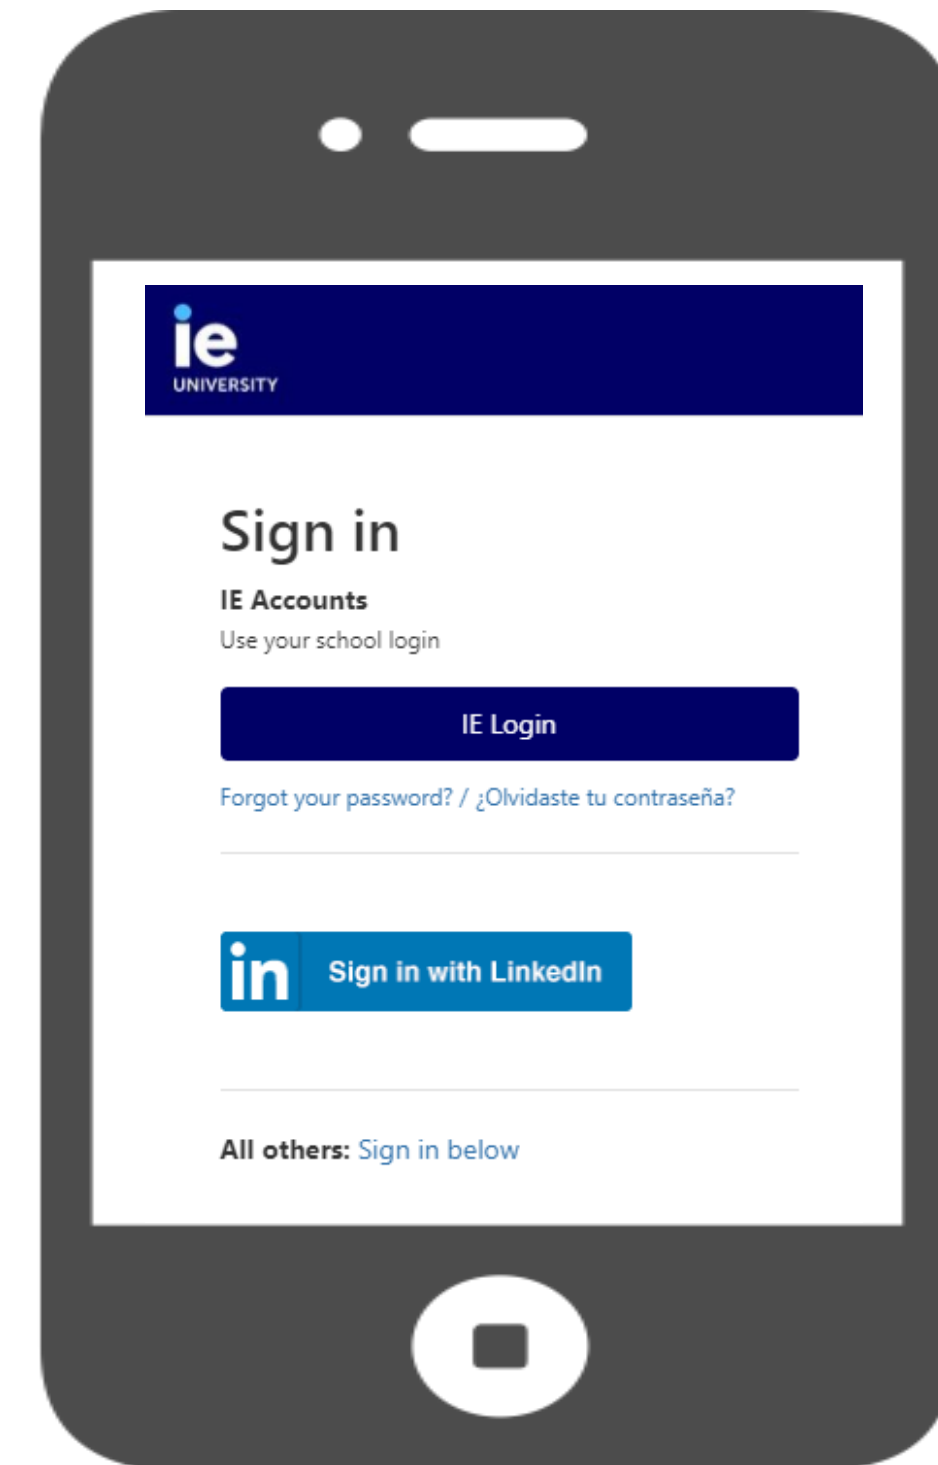 ie
UNIVERSITY
Sign in
IE Accounts
Use your school login
IE Login
Forgot your password? / ¿Olvidaste tu contraseña?
in Sign in with LinkedIn
All others: Sign in below